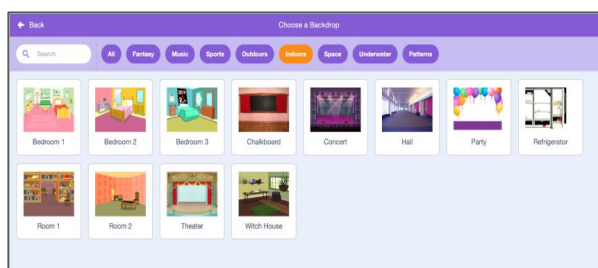 Back Choose a Backdrop
Search All Fantasy Music Sports Outdoors Indoors Space Underwater Patterns
Bedroom 1 Bedroom 2 Bedroom 3 Chalkboard Concert Hall Party Refrigerator
Room 1 Room 2 Theater Witch House